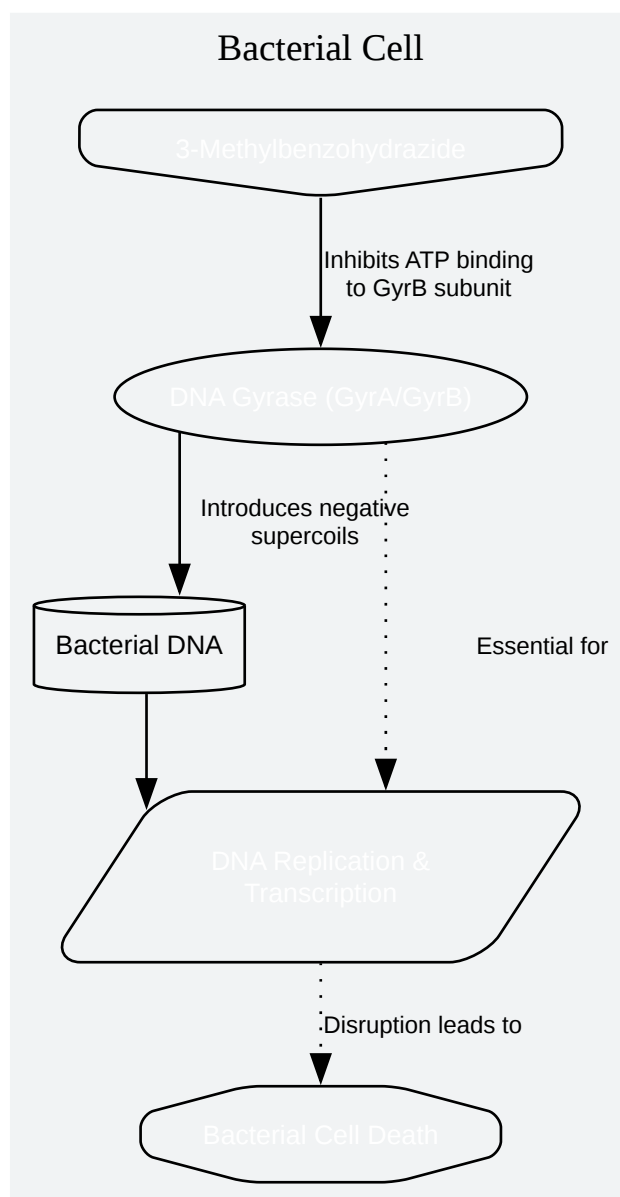 Bacterial Cell
3-Methylbenzohydrazide
Inhibits ATP binding
to GyrB subunit
DNA Gyrase (GyrA/GyrB)
Introduces negative
supercoils
Bacterial DNA
Essential for
DNA Replication &
Transcription
Disruption leads to
Bacterial Cell Death